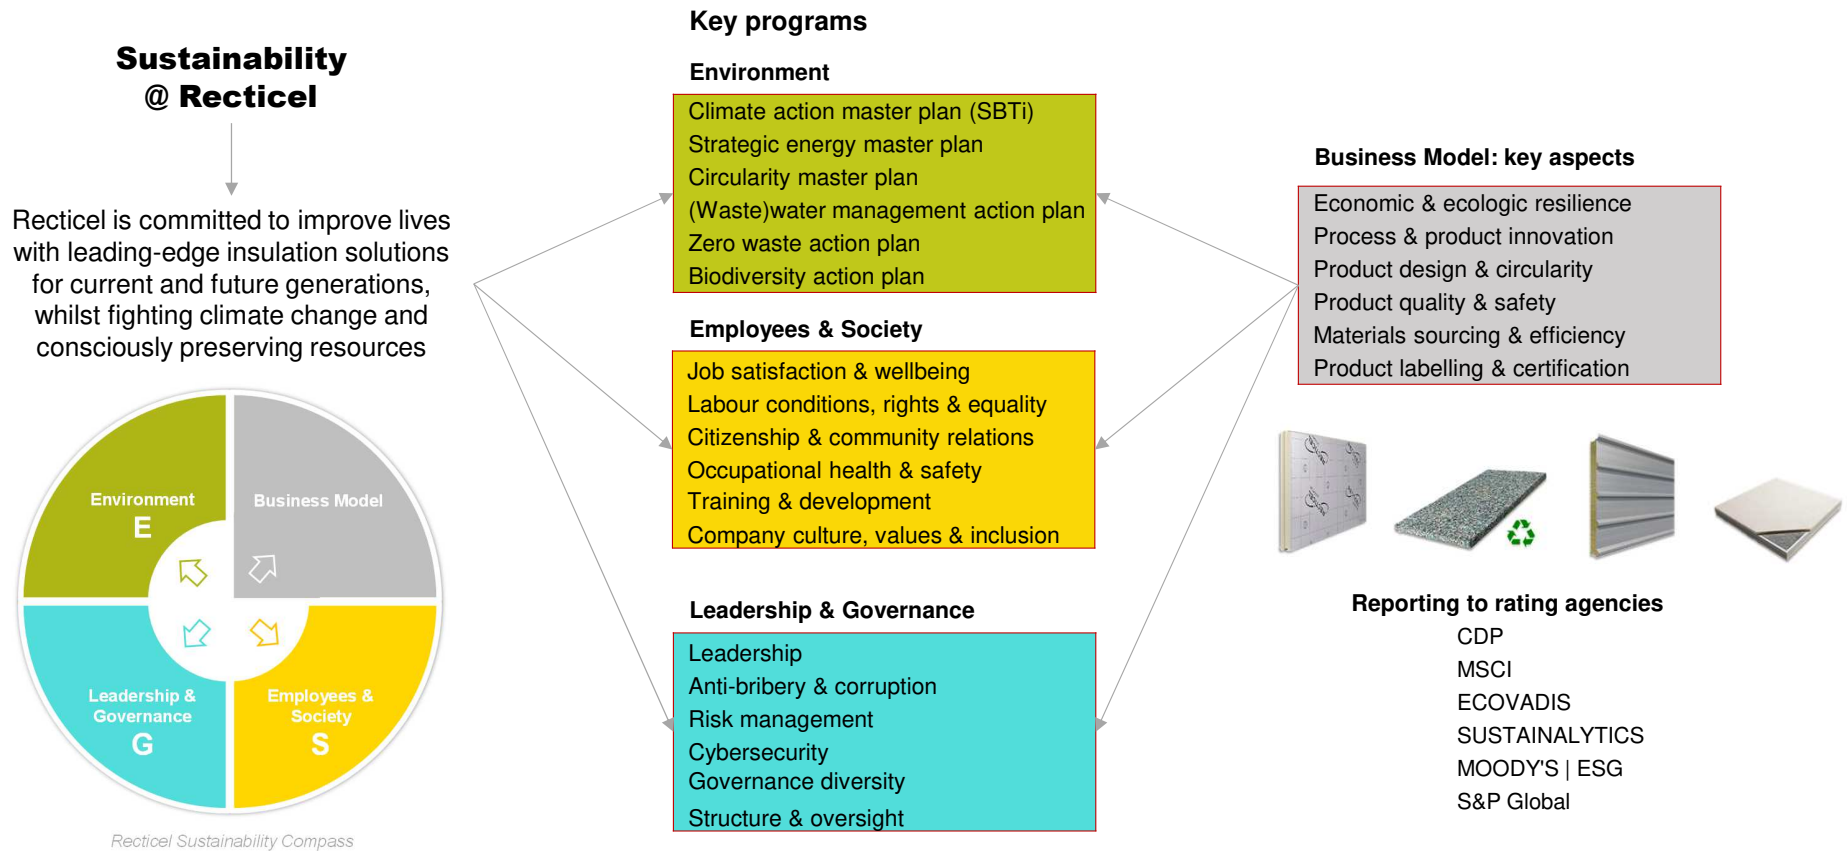 Sustainability
@ Recticel
Recticel is committed to improve lives
with leading-edge insulation solutions
for current and future generations,
whilst fighting climate change and
consciously preserving resources
Environment
E
Business Model
Leadership &
Governance
G
Employees &
Society
S
Recticel Sustainability Compass
Key programs
Environment
Climate action master plan (SBTi)
Strategic energy master plan
Circularity master plan
(Waste)water management action plan
Zero waste action plan
Biodiversity action plan
Employees & Society
Job satisfaction & wellbeing
Labour conditions, rights & equality
Citizenship & community relations
Occupational health & safety
Training & development
Company culture, values & inclusion
Leadership & Governance
Leadership
Anti-bribery & corruption
Risk management
Cybersecurity
Governance diversity
Structure & oversight
Business Model: key aspects
Economic & ecologic resilience
Process & product innovation
Product design & circularity
Product quality & safety
Materials sourcing & efficiency
Product labelling & certification
Reporting to rating agencies
CDP
MSCI
ECOVADIS
SUSTAINALYTICS
MOODY'S | ESG
S&P Global